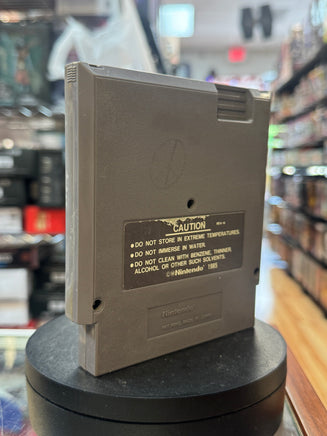 CAUTION
● DO NOT STORE IN EXTREME TEMPERATURES.
● DO NOT IMMERSE IN WATER.
● DO NOT CLEAN WITH BENZENE, THINNER,
ALCOHOL OR OTHER SUCH SOLVENTS.
©®Nintendo® 1985
Nintendo